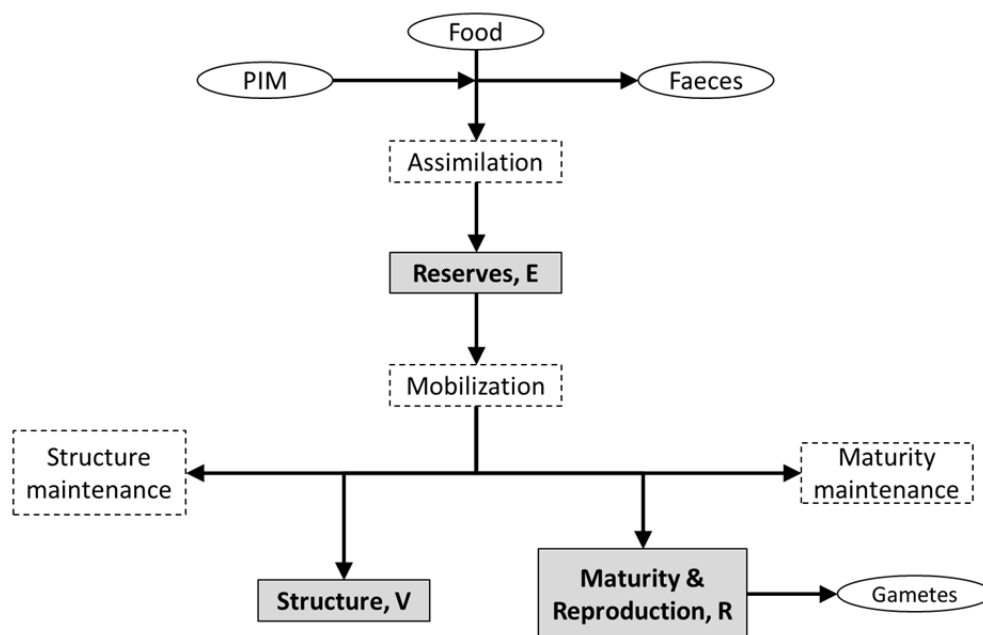 Food
PIM
Faeces
Assimilation
Reserves, E
Mobilization
Structure
maintenance
Maturity
maintenance
Structure, V
Maturity &
Reproduction, R
Gametes